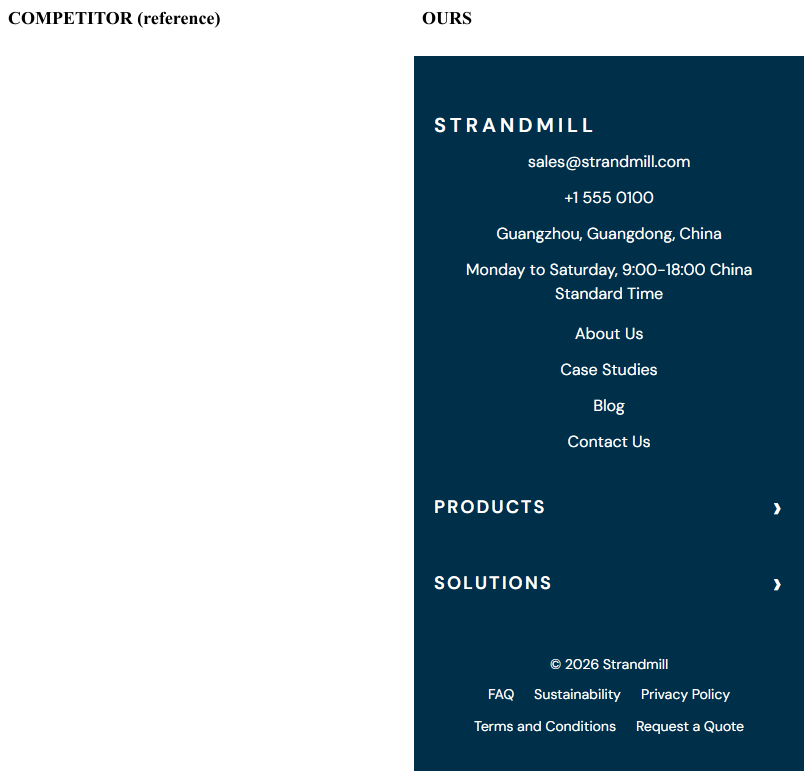 COMPETITOR (reference)
OURS
STRANDMILL
sales@strandmill.com
+1 555 0100
Guangzhou, Guangdong, China
Monday to Saturday, 9:00-18:00 China
Standard Time
About Us
Case Studies
Blog
Contact Us
PRODUCTS ❯
SOLUTIONS ❯
© 2026 Strandmill
FAQ Sustainability Privacy Policy
Terms and Conditions Request a Quote